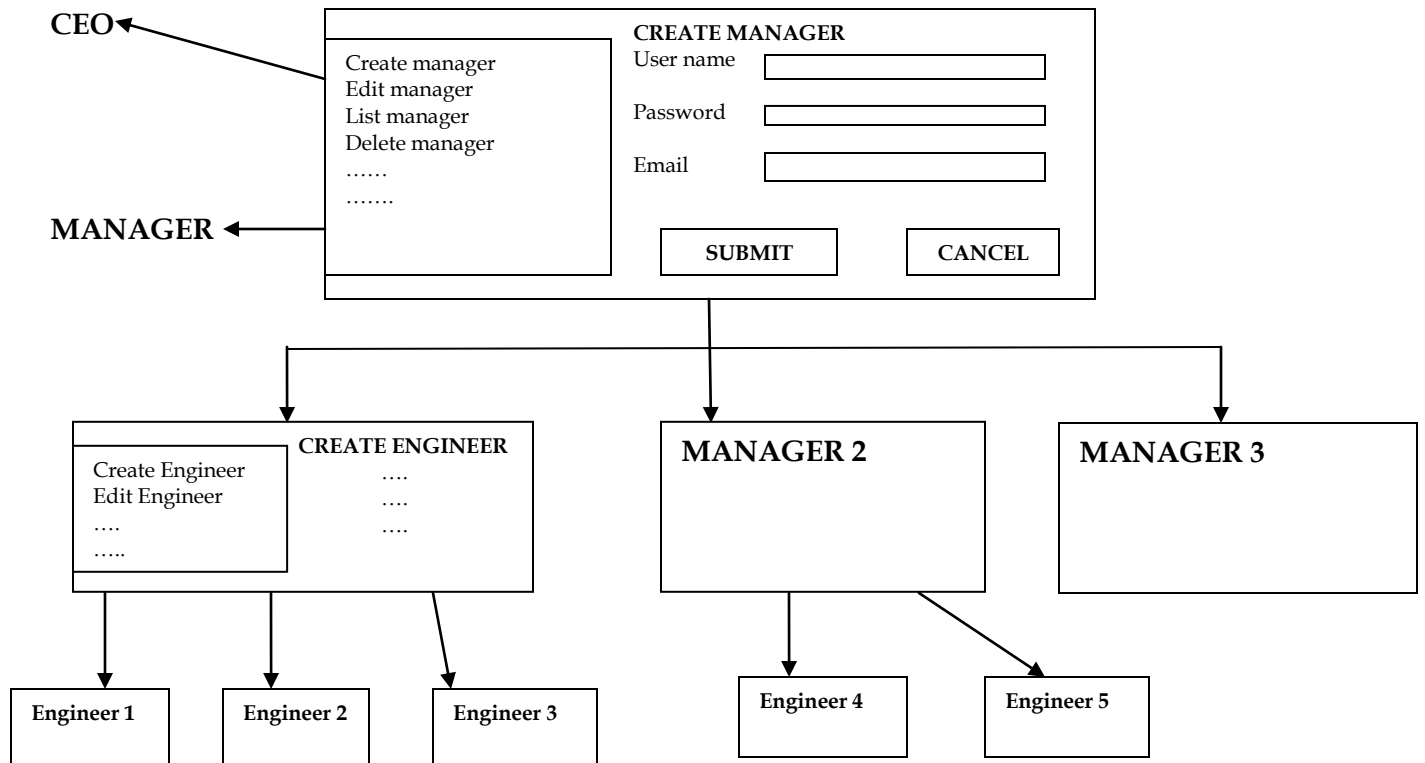 CEO
CREATE MANAGER
Create manager
Edit manager
List manager
Delete manager
……
…….
User name
Password
Email
MANAGER
SUBMIT
CANCEL
CREATE ENGINEER
Create Engineer
Edit Engineer
….
…..
….
….
….
MANAGER 2
MANAGER 3
Engineer 1
Engineer 2
Engineer 3
Engineer 4
Engineer 5